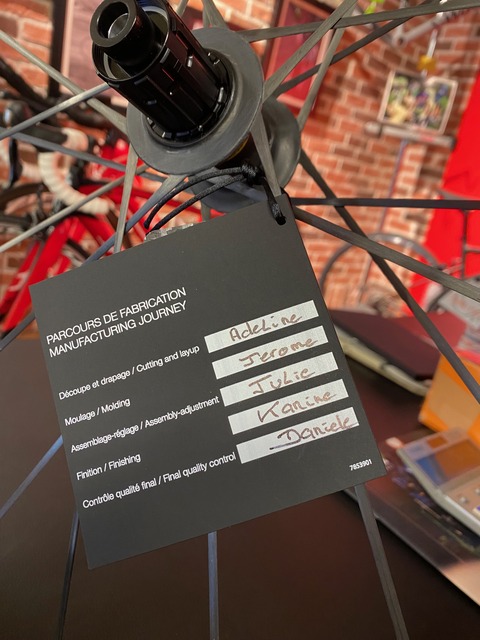 PARCOURS DE FABRICATION
MANUFACTURING JOURNEY
Découpe et drapage / Cutting and layup AdeLine
Moulage / Molding Jerome
Assemblage-réglage / Assembly-adjustment JuLie
Finition / Finishing Karine
Contrôle qualité final / Final quality control Daniele
7653901